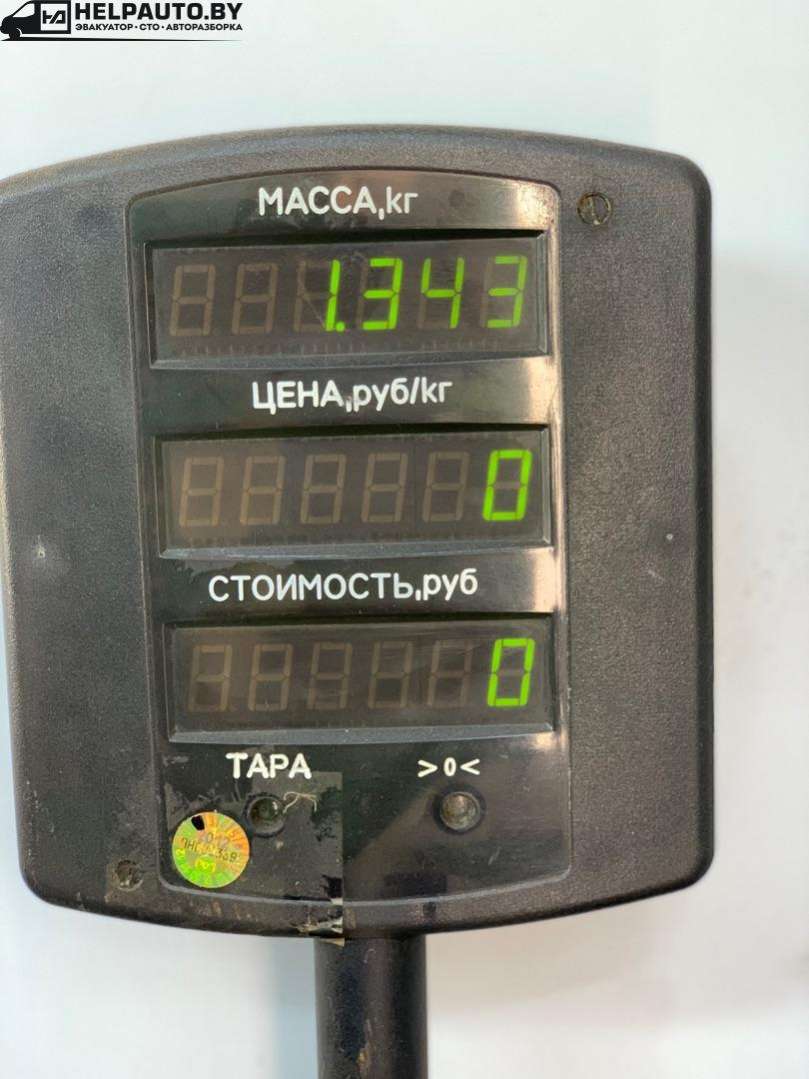 HELPAUTO.BY
ЭВАКУАТОР·СТО·АВТОРАЗБОРКА
МАССА,кг
1.343
ЦЕНА,руб/кг
0
СТОИМОСТЬ,руб
0
ТАРА >0<